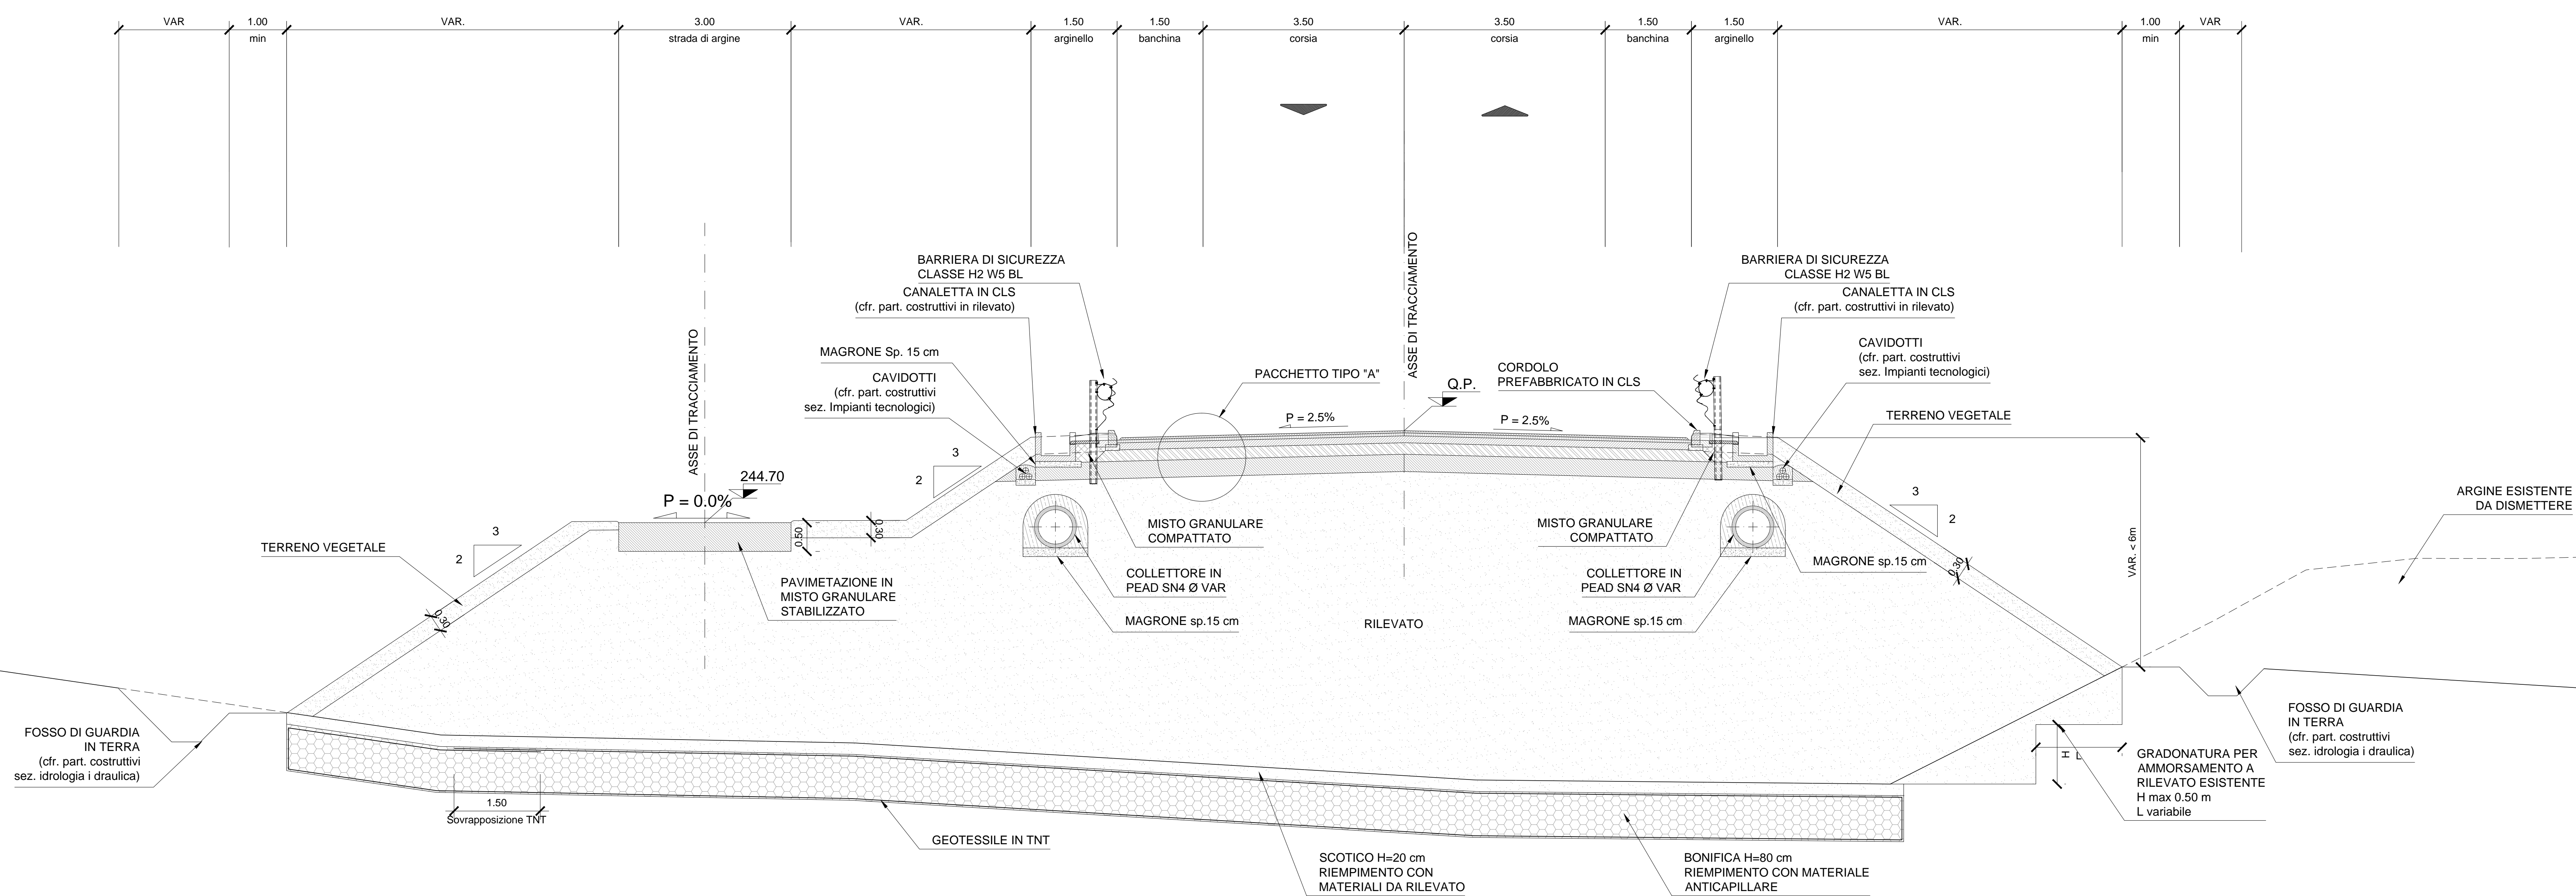 VAR
1.00
min
VAR.
3.00
strada di argine
VAR.
1.50
arginello
1.50
banchina
3.50
corsia
3.50
corsia
1.50
banchina
1.50
arginello
VAR.
1.00
min
VAR
BARRIERA DI SICUREZZA
CLASSE H2 W5 BL
CANALETTA IN CLS
(cfr. part. costruttivi in rilevato)
MAGRONE Sp. 15 cm
CAVIDOTTI
(cfr. part. costruttivi
sez. Impianti tecnologici)
ASSE DI TRACCIAMENTO
244.70
P = 0.0%
3
2
3
2
TERRENO VEGETALE
0.30
0.50
0.30
PAVIMETAZIONE IN
MISTO GRANULARE
STABILIZZATO
PACCHETTO TIPO "A"
P = 2.5%
ASSE DI TRACCIAMENTO
Q.P.
P = 2.5%
CORDOLO
PREFABBRICATO IN CLS
BARRIERA DI SICUREZZA
CLASSE H2 W5 BL
CANALETTA IN CLS
(cfr. part. costruttivi in rilevato)
CAVIDOTTI
(cfr. part. costruttivi
sez. Impianti tecnologici)
TERRENO VEGETALE
3
2
0.30
VAR. < 6m
ARGINE ESISTENTE
DA DISMETTERE
MISTO GRANULARE
COMPATTATO
COLLETTORE IN
PEAD SN4 Ø VAR
MAGRONE sp.15 cm
RILEVATO
MISTO GRANULARE
COMPATTATO
COLLETTORE IN
PEAD SN4 Ø VAR
MAGRONE sp.15 cm
MAGRONE sp.15 cm
FOSSO DI GUARDIA
IN TERRA
(cfr. part. costruttivi
sez. idrologia i draulica)
1.50
Sovrapposizione TNT
GEOTESSILE IN TNT
SCOTICO H=20 cm
RIEMPIMENTO CON
MATERIALI DA RILEVATO
BONIFICA H=80 cm
RIEMPIMENTO CON MATERIALE
ANTICAPILLARE
H
L
GRADONATURA PER
AMMORSAMENTO A
RILEVATO ESISTENTE
H max 0.50 m
L variabile
FOSSO DI GUARDIA
IN TERRA
(cfr. part. costruttivi
sez. idrologia i draulica)